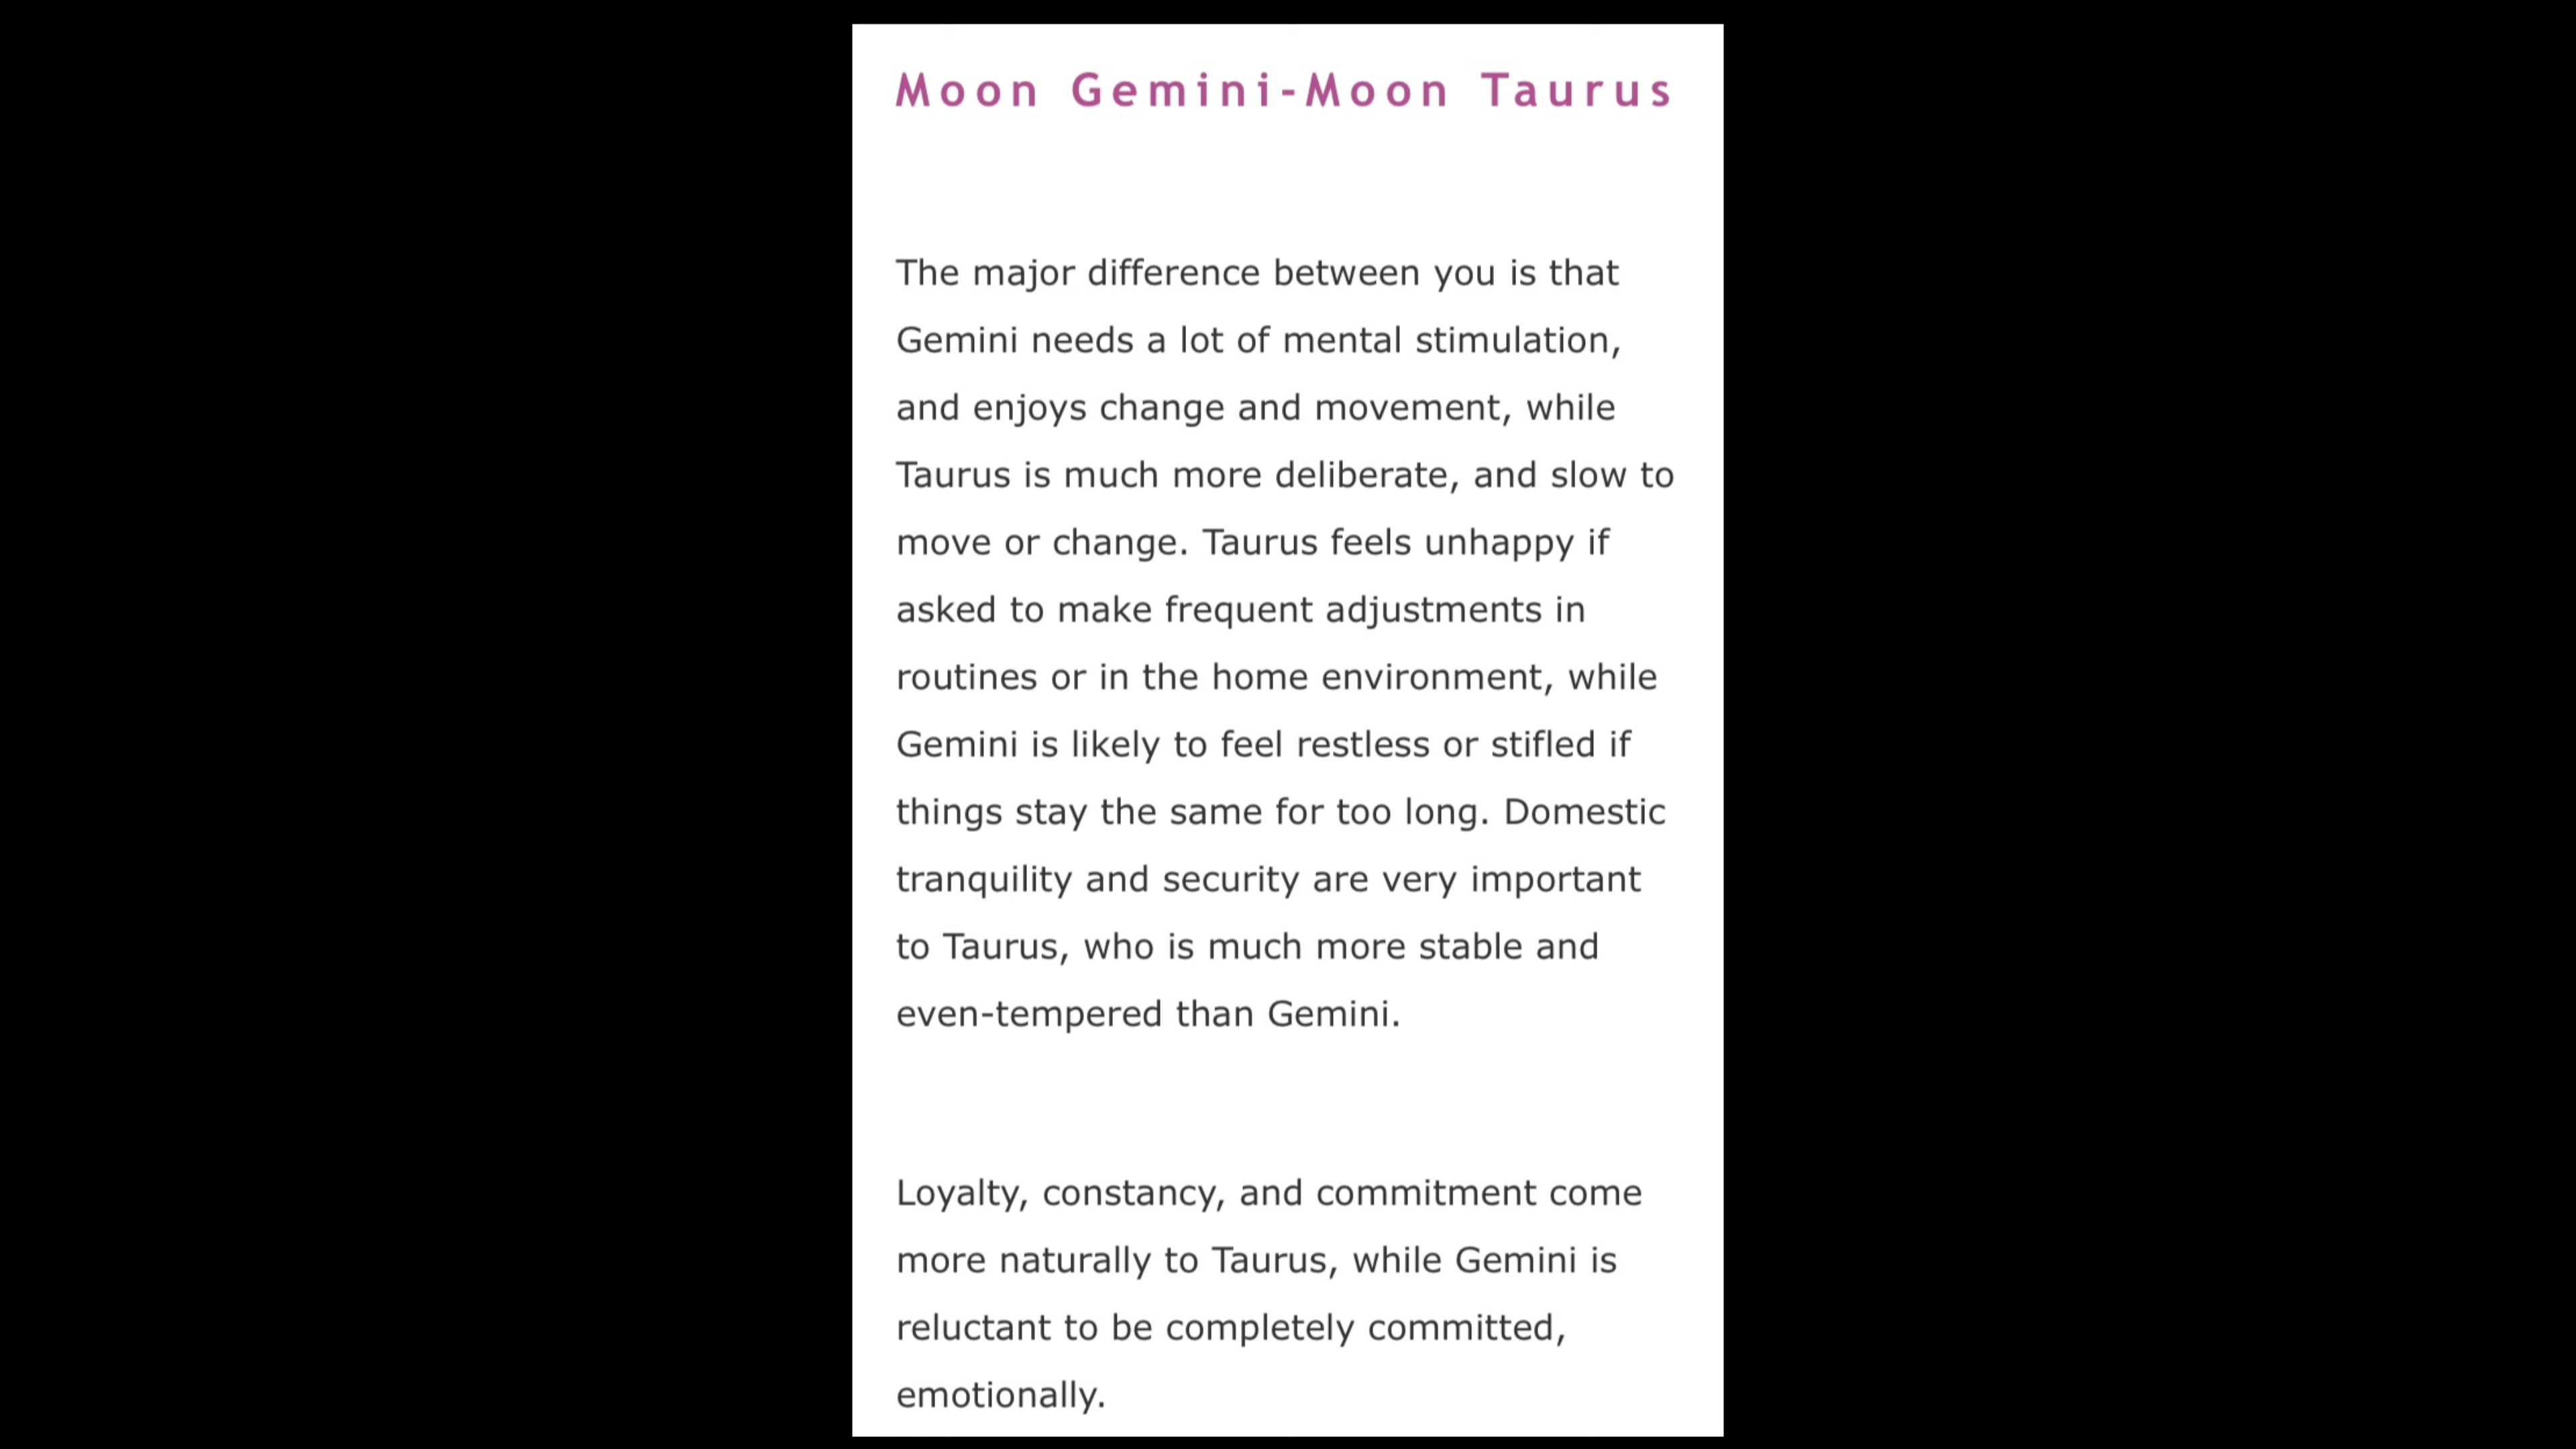 Moon Gemini-Moon Taurus
The major difference between you is that
Gemini needs a lot of mental stimulation,
and enjoys change and movement, while
Taurus is much more deliberate, and slow to
move or change. Taurus feels unhappy if
asked to make frequent adjustments in
routines or in the home environment, while
Gemini is likely to feel restless or stifled if
things stay the same for too long. Domestic
tranquility and security are very important
to Taurus, who is much more stable and
even-tempered than Gemini.
Loyalty, constancy, and commitment come
more naturally to Taurus, while Gemini is
reluctant to be completely committed,
emotionally.